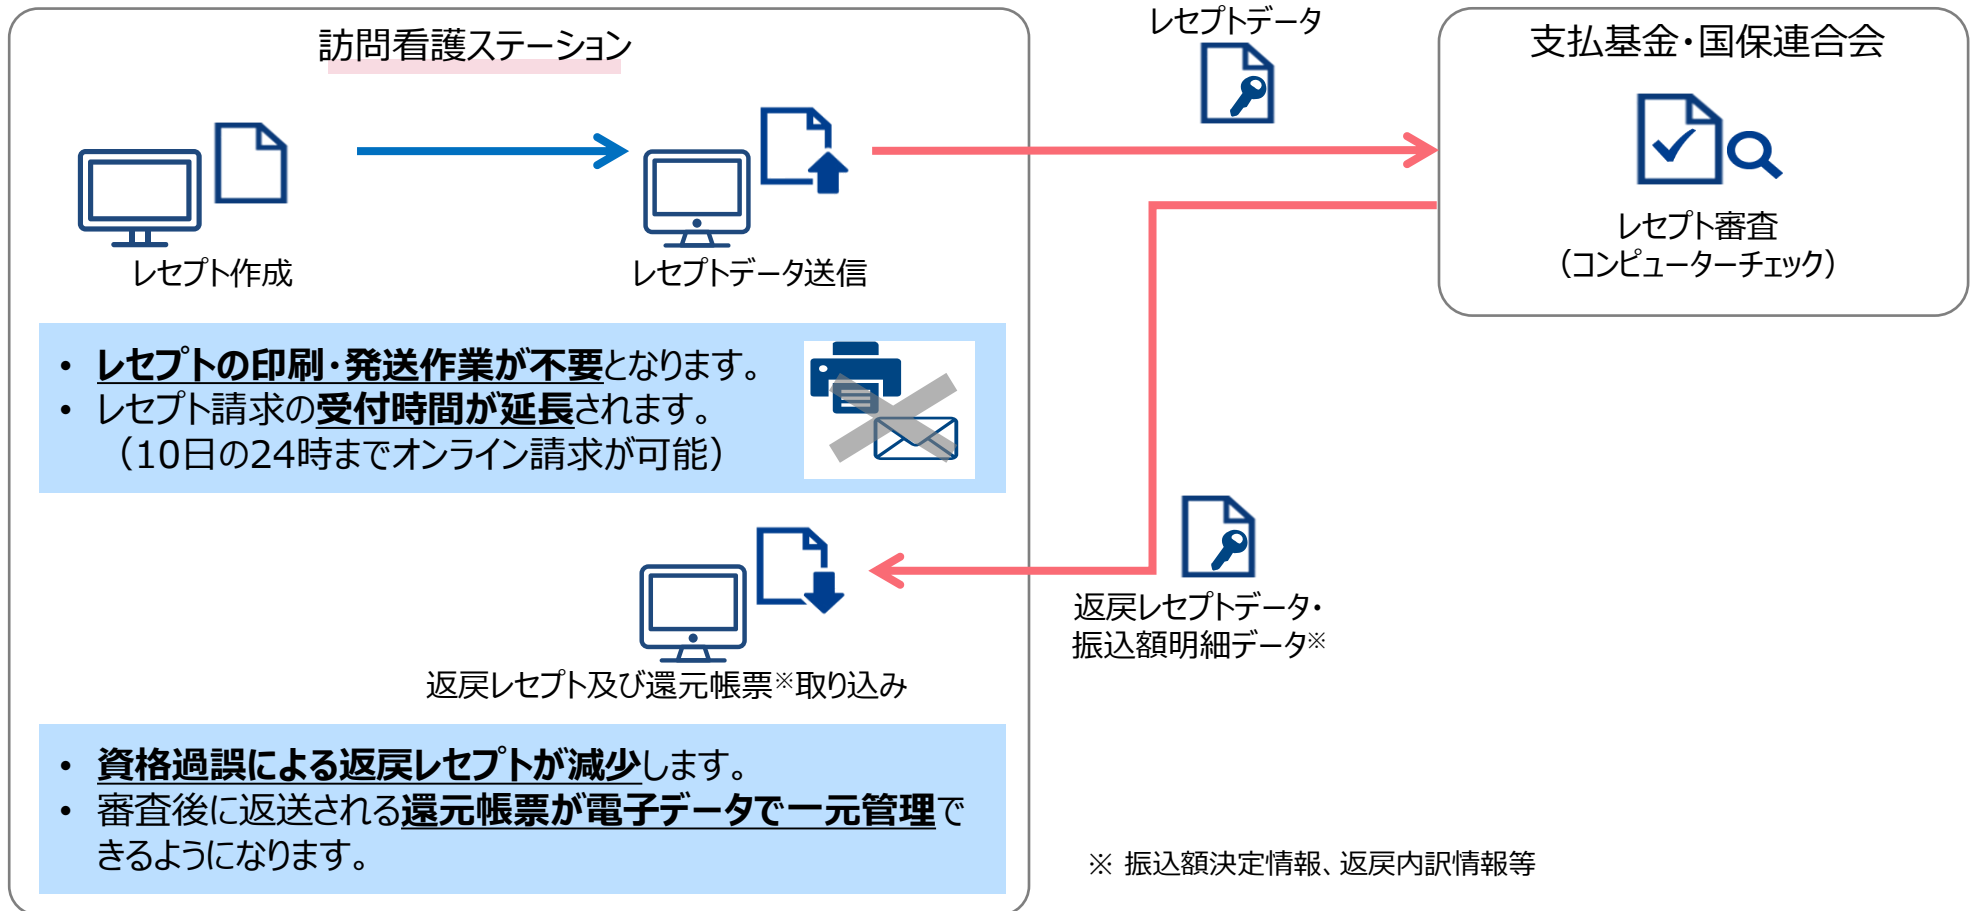 訪問看護ステーション
レセプトデータ
支払基金・国保連合会
レセプト作成
レセプトデータ送信
レセプト審査
（コンピューターチェック）
• レセプトの印刷・発送作業が不要となります。
• レセプト請求の受付時間が延長されます。
（10日の24時までオンライン請求が可能）
返戻レセプトデータ・
振込額明細データ※
返戻レセプト及び還元帳票※取り込み
• 資格過誤による返戻レセプトが減少します。
• 審査後に返送される還元帳票が電子データで一元管理で
きるようになります。
※ 振込額決定情報、返戻内訳情報等